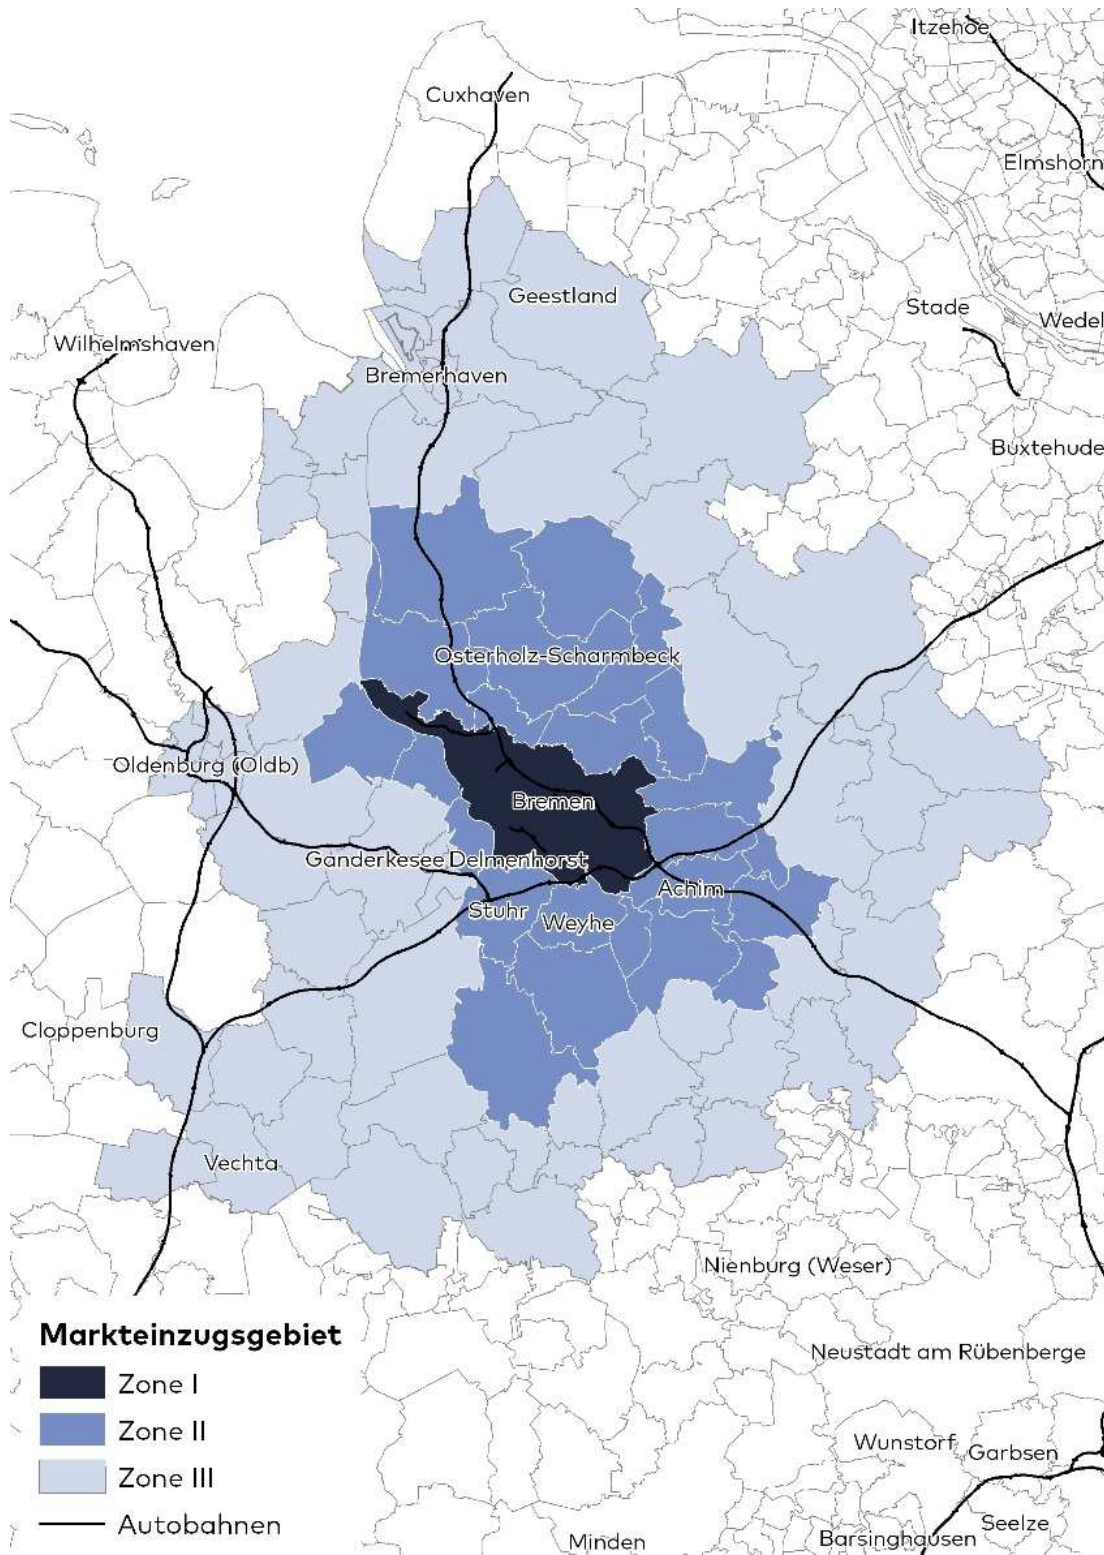 Itzehoe
Cuxhaven
Elmshorn
Geestland
Stade
Wedel
Wilhelmshaven
Bremerhaven
Buxtehude
Osterholz-Scharmbeck
Oldenburg (Oldb)
Bremen
Ganderkesee Delmenhorst
Achim
Stuhr
Weyhe
Cloppenburg
Vechta
Nienburg (Weser)
Neustadt am Rübenberge
Wunstorf
Garbsen
Seelze
Barsinghausen
Minden
Markteinzugsgebiet
Zone I
Zone II
Zone III
Autobahnen